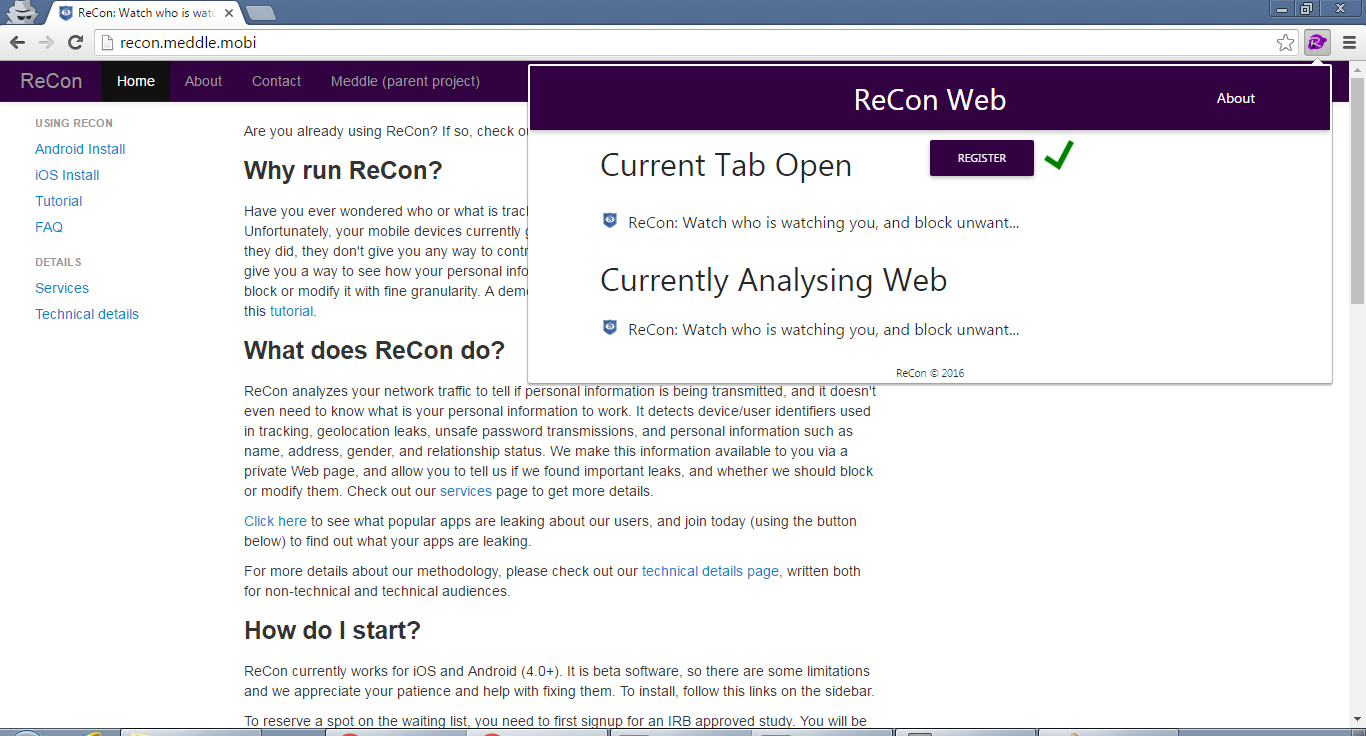 ReCon: Watch who is wat
recon.meddle.mobi
ReCon Home About Contact Meddle (parent project)
USING RECON
Android Install
iOS Install
Tutorial
FAQ
DETAILS
Services
Technical details
Are you already using ReCon? If so, check
Why run ReCon?
Have you ever wondered who or what is
Unfortunately, your mobile devices currently
they did, they don't give you any way to
give you a way to see how your personal
block or modify it with fine granularity. A
this tutorial.
What does ReCon do?
ReCon analyzes your network traffic to tell if personal information is being transmitted, and it doesn't
even need to know what is your personal information to work. It detects device/user identifiers used
in tracking, geolocation leaks, unsafe password transmissions, and personal information such as
name, address, gender, and relationship status. We make this information available to you via a
private Web page, and allow you to tell us if we found important leaks, and whether we should block
or modify them. Check out our services page to get more details.
Click here to see what popular apps are leaking about our users, and join today (using the button
below) to find out what your apps are leaking.
For more details about our methodology, please check out our technical details page, written both
for non-technical and technical audiences.
How do I start?
ReCon currently works for iOS and Android (4.0+). It is beta software, so there are some limitations
and we appreciate your patience and help with fixing them. To install, follow this links on the sidebar.
To reserve a spot on the waiting list, you need to first signup for an IRB approved study. You will be
ReCon Web
About
Current Tab Open
REGISTER
ReCon: Watch who is watching you, and block unwant...
Currently Analysing Web
ReCon: Watch who is watching you, and block unwant...
ReCon © 2016